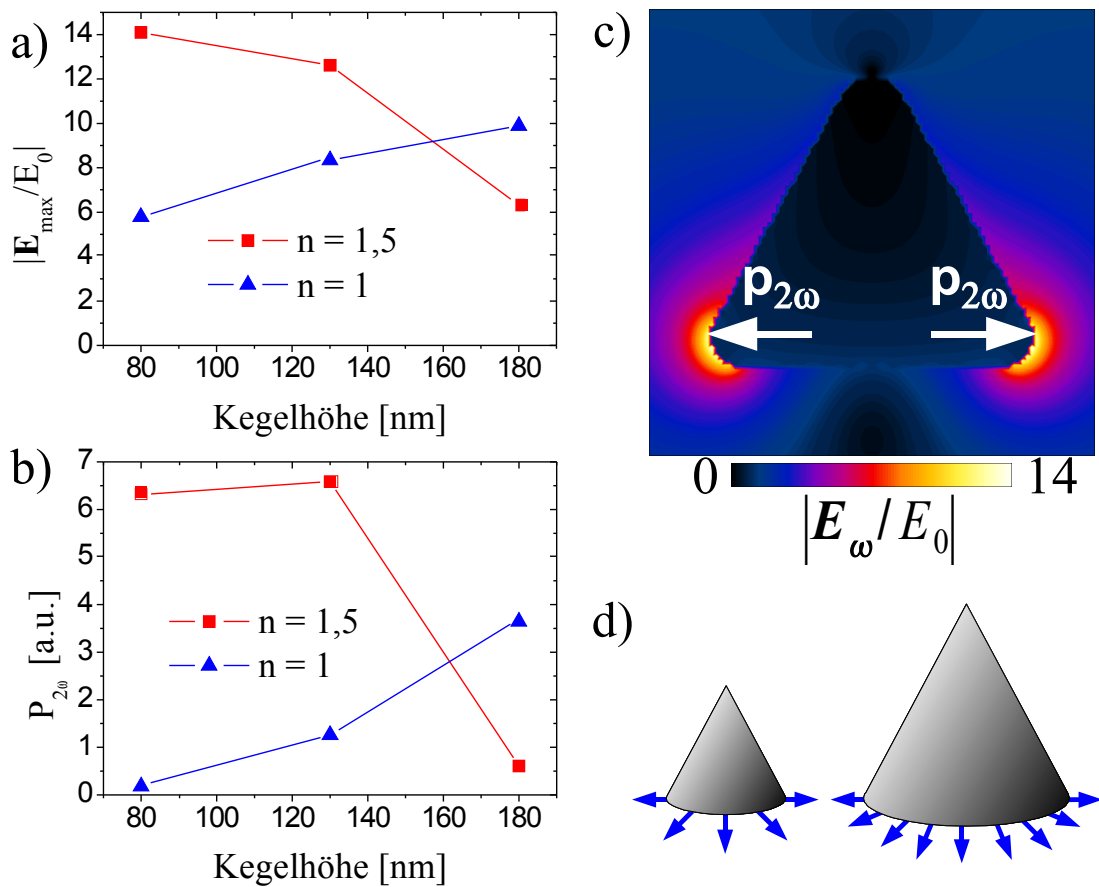 a)
14
12
10
8
6
4
2
0
|E_max/E_0|
n = 1,5
n = 1
80 100 120 140 160 180
Kegelhöhe [nm]
b)
7
6
5
4
3
2
1
0
P_2ω [a.u.]
n = 1,5
n = 1
80 100 120 140 160 180
Kegelhöhe [nm]
c)
p_2ω p_2ω
0 14
|E_ω/E_0|
d)